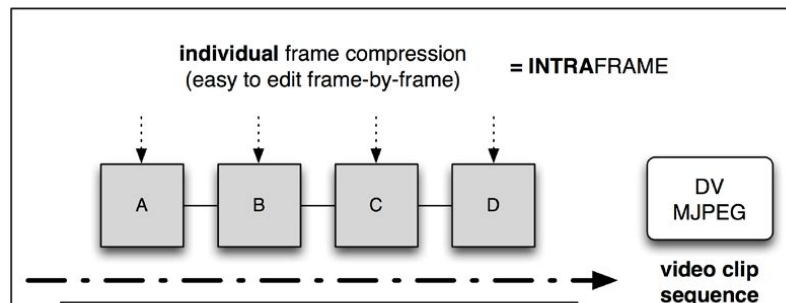 individual frame compression
(easy to edit frame-by-frame)
= INTRAFRAME
A
B
C
D
DV
MJPEG
video clip
sequence